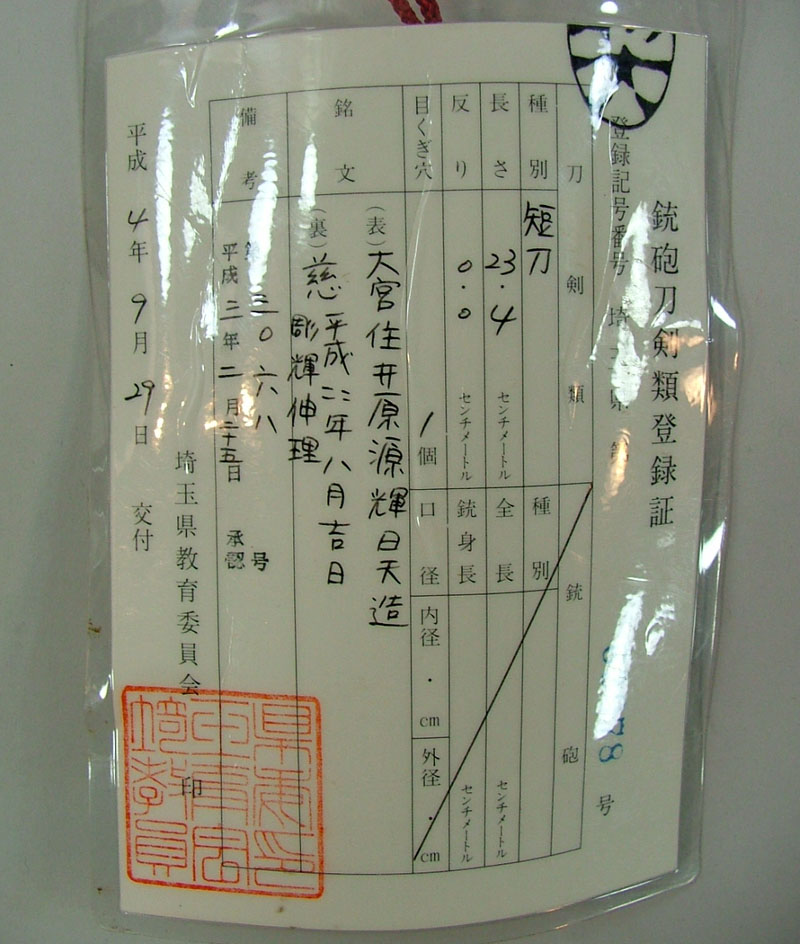 銃砲刀剣類登録証
登録記号番号 埼玉県 第 78 号
刀剣類
種別 短刀
長さ 23.4 センチメートル
反り 0.0 センチメートル
目くぎ穴 1 個
銃砲
種別
全長 センチメートル
銃身長 センチメートル
口径 内径 ・ cm 外径 ・ cm
銘文
(表) 大宮住井原源輝日天造
(裏) 慈 平成二年八月吉日
彫輝伸理
備考
第三〇六八号
平成三年二月二十五日 承認
埼玉県教育委員会 印
平成 4年 9月 29日 交付